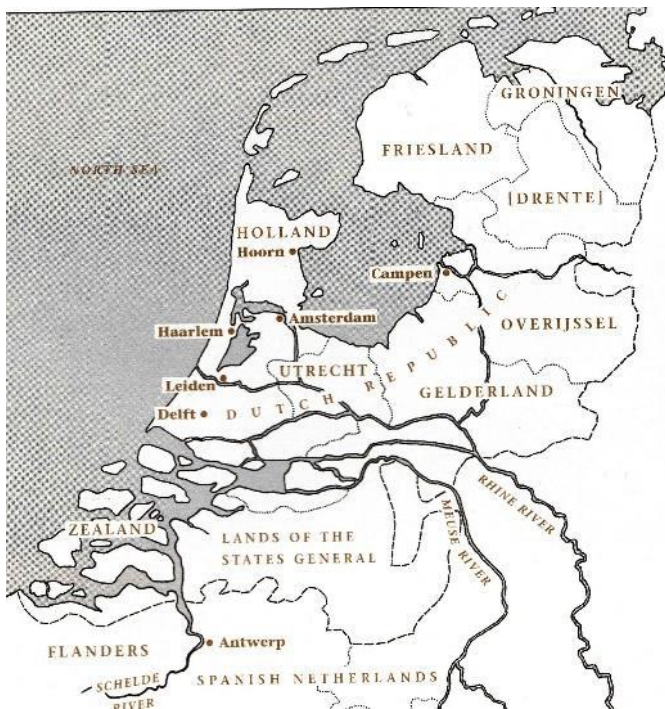 GRONINGEN
FRIESLAND
NORTH SEA
[DRENTE]
HOLLAND
Hoorn
Campen
Amsterdam
Haarlem
OVERIJSSEL
UTRECHT
Leiden
DUTCH REPUBLIC
GELDERLAND
Delft
RHINE RIVER
MEUSE RIVER
ZEALAND
LANDS OF THE
STATES GENERAL
Antwerp
FLANDERS
SPANISH NETHERLANDS
SCHELDE
RIVER